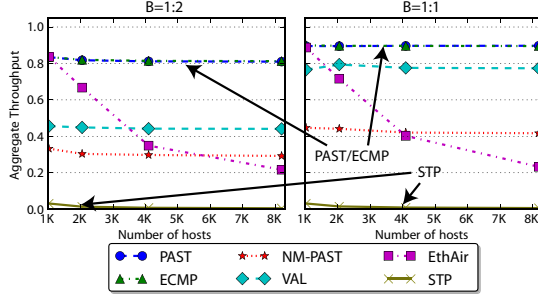 B=1:2
B=1:1
Aggregate Throughput
1.0
0.8
0.6
0.4
0.2
0.0
PAST/ECMP
STP
1K 2K 3K 4K 5K 6K 7K 8K
1K 2K 3K 4K 5K 6K 7K 8K
Number of hosts
Number of hosts
PAST
NM-PAST
EthAir
ECMP
VAL
STP